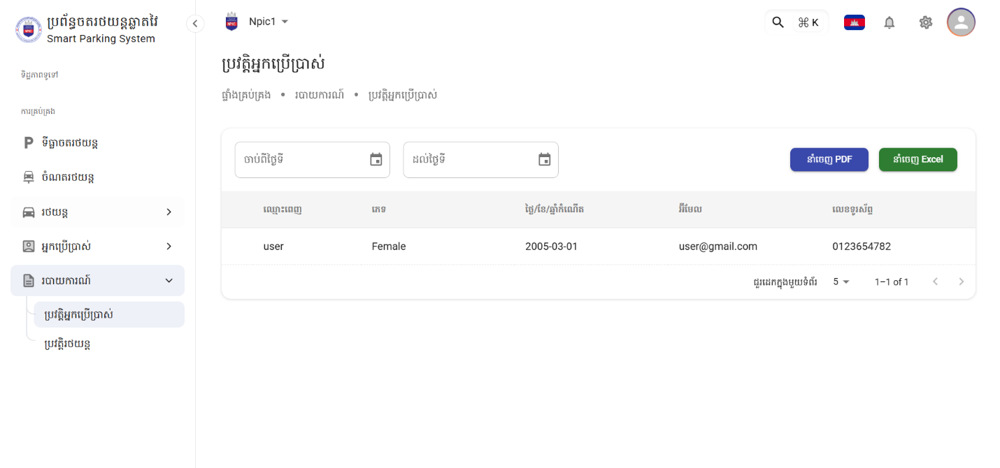 ប្រព័ន្ធចតរថយន្តឆ្លាតវៃ
Smart Parking System
ទិដ្ឋភាពទូទៅ
ការគ្រប់គ្រង
ទីធ្លាចតរថយន្ត
ចំណតរថយន្ត
រថយន្ត
អ្នកប្រើប្រាស់
របាយការណ៍
ប្រវត្តិអ្នកប្រើប្រាស់
ប្រវត្តិរថយន្ត
NPIC Npic1 ⌘ K
ប្រវត្តិអ្នកប្រើប្រាស់
ផ្ទាំងគ្រប់គ្រង • របាយការណ៍ • ប្រវត្តិអ្នកប្រើប្រាស់
ចាប់ពីថ្ងៃទី ដល់ថ្ងៃទី នាំចេញ PDF នាំចេញ Excel
ឈ្មោះពេញ ភេទ ថ្ងៃ/ខែ/ឆ្នាំកំណើត អ៊ីមែល លេខទូរស័ព្ទ
user Female 2005-03-01 user@gmail.com 0123654782
ជួរដេកក្នុងមួយទំព័រ 5 1–1 of 1